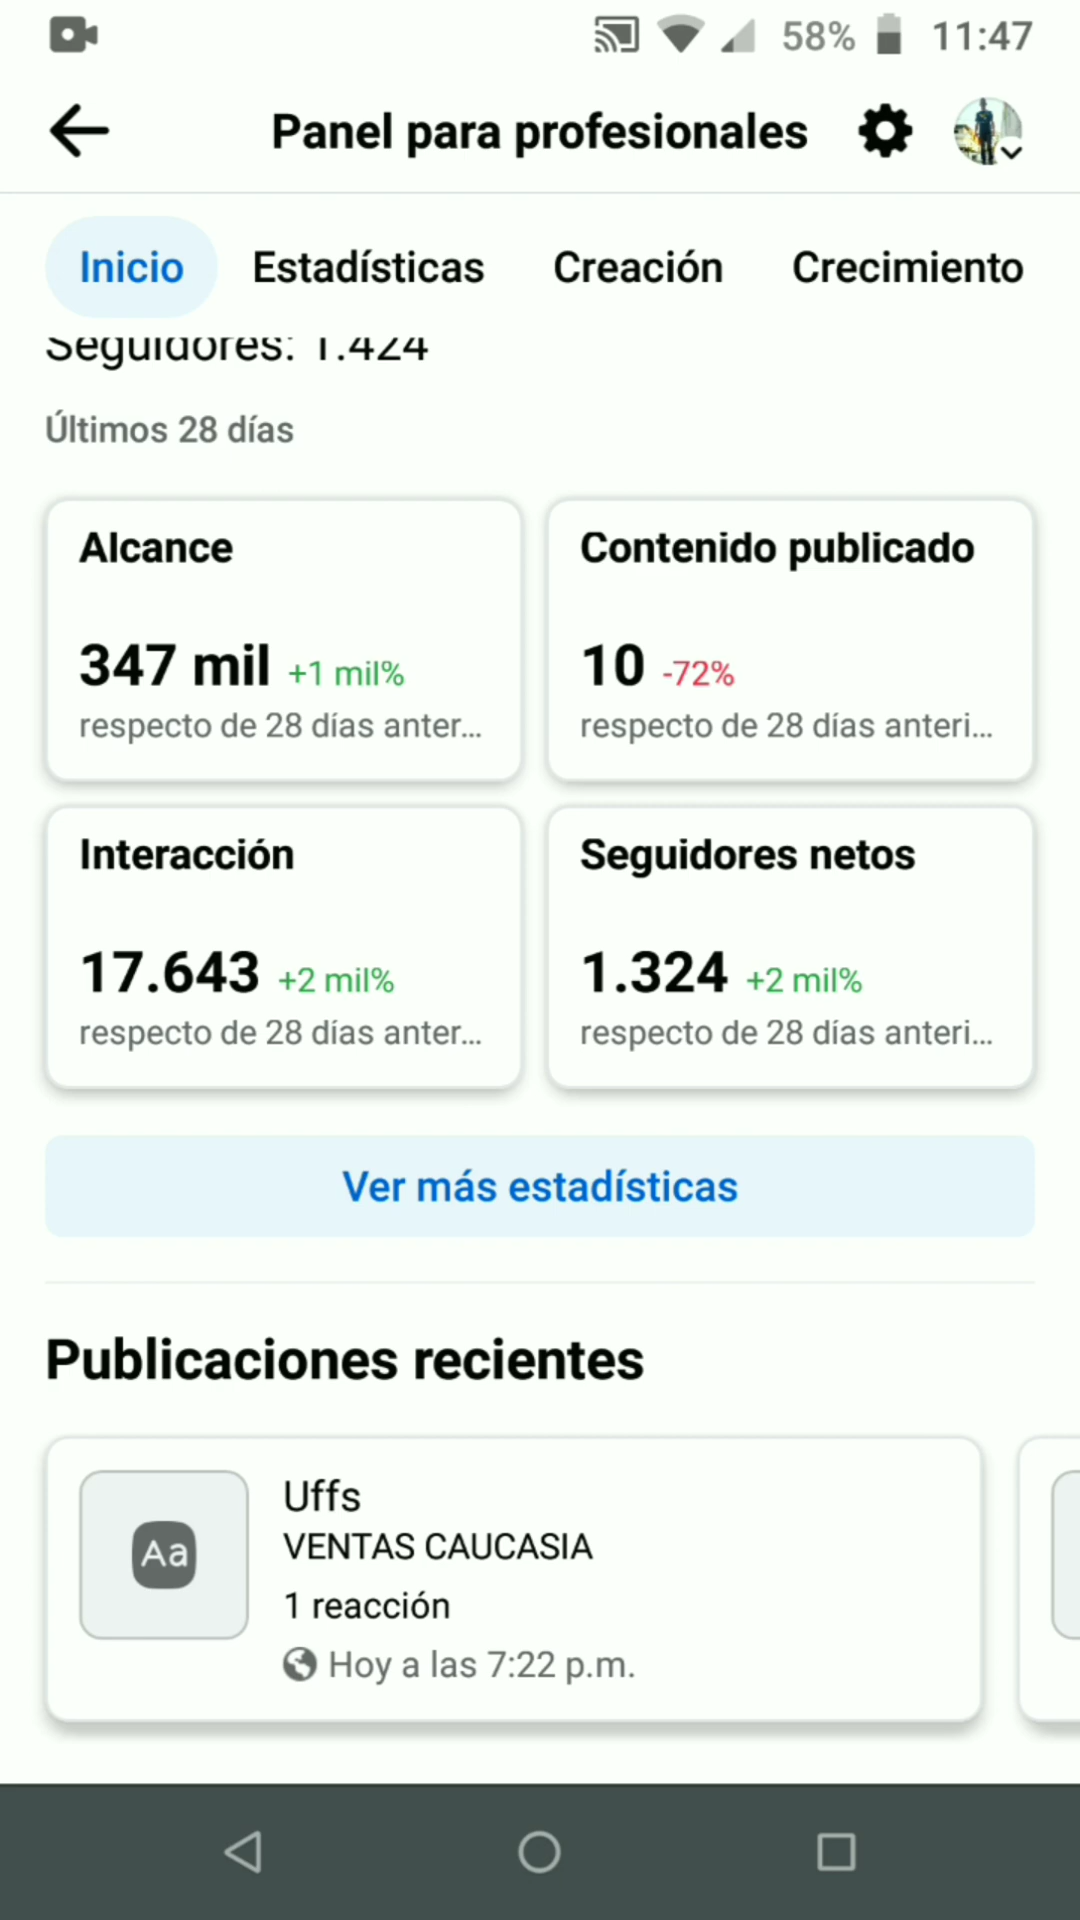 58% 11:47
Panel para profesionales
Inicio Estadísticas Creación Crecimiento
Seguidores: 1.424
Últimos 28 días
Alcance
347 mil +1 mil%
respecto de 28 días anter...
Contenido publicado
10 -72%
respecto de 28 días anteri...
Interacción
17.643 +2 mil%
respecto de 28 días anter...
Seguidores netos
1.324 +2 mil%
respecto de 28 días anteri...
Ver más estadísticas
Publicaciones recientes
Aa
Uffs
VENTAS CAUCASIA
1 reacción
Hoy a las 7:22 p.m.